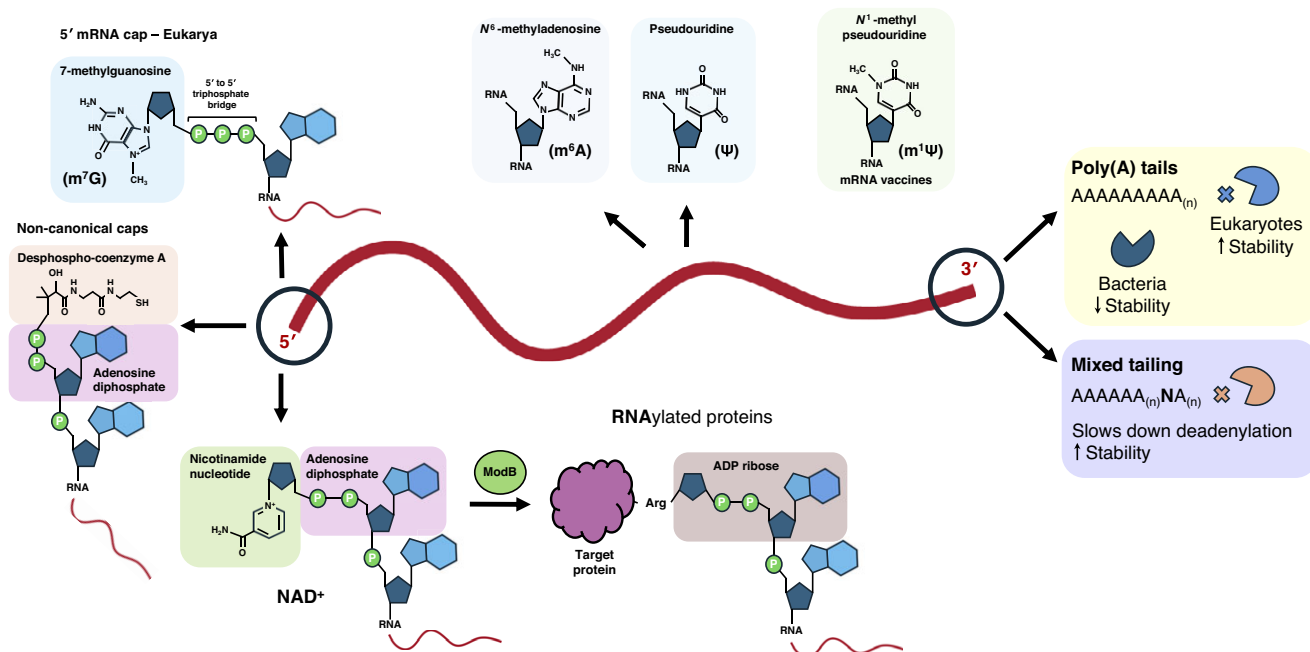 5′ mRNA cap – Eukarya
7-methylguanosine
5′ to 5′
triphosphate
bridge
H₂N
N
N
HN
N
O
N⁺
CH₃
(m⁷G)
P
P
P
RNA
Non-canonical caps
Desphospho-coenzyme A
OH
H
N
H
N
SH
O
O
P
P
Adenosine
diphosphate
P
RNA
5′
Nicotinamide
nucleotide
Adenosine
diphosphate
N⁺
P
P
H₂N
O
P
NAD⁺
RNA
ModB
RNAylated proteins
Target
protein
Arg
ADP ribose
P
P
P
RNA
N⁶-methyladenosine
H₃C
NH
N
N
N
N
RNA
(m⁶A)
RNA
Pseudouridine
O
HN
NH
O
RNA
(Ψ)
RNA
N¹-methyl
pseudouridine
H₃C
O
N
NH
O
RNA
(m¹Ψ)
RNA
mRNA vaccines
3′
Poly(A) tails
AAAAAAAAA(n)
Eukaryotes
↑ Stability
Bacteria
↓ Stability
Mixed tailing
AAAAAA(n)NA(n)
Slows down deadenylation
↑ Stability